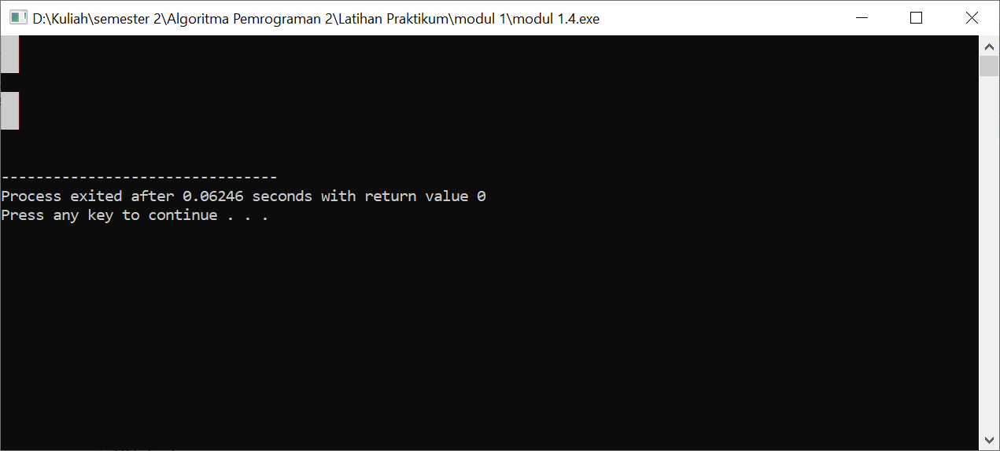 D:\Kuliah\semester 2\Algoritma Pemrograman 2\Latihan Praktikum\modul 1\modul 1.4.exe
--------------------------------
Process exited after 0.06246 seconds with return value 0
Press any key to continue . . .